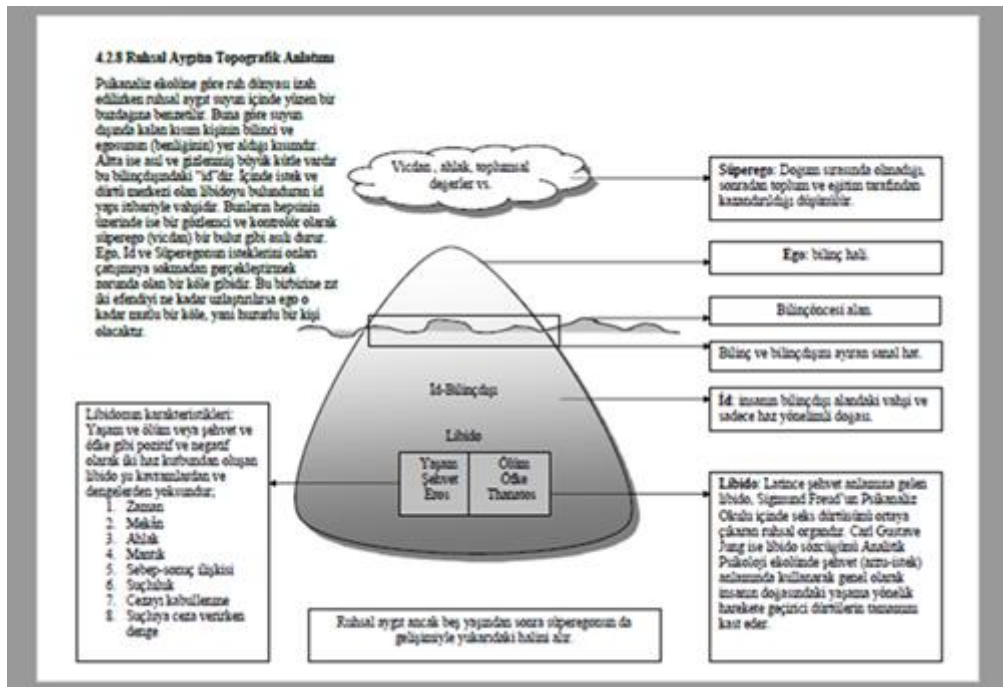 4.2.8 Ruhsal Aygıtın Topografik Anlatımı
Psikanaliz ekolüne göre ruh dünyası izah
edilirken ruhsal aygıt suyun içinde yüzen bir
buzdağına benzetilir. Buna göre suyun
dışında kalan kısım kişinin bilinci ve
egosunun (benliğinin) yer aldığı kısımdır.
Altta ise asıl ve gizlenmiş büyük kütle vardır
bu bilinçdışındaki "id"dir. İçinde istek ve
dürtü merkezi olan libidoyu bulunduran id
yapı itibariyle vahşidir. Bunların hepsinin
üzerinde ise bir gözlemci ve kontrolör olarak
süperego (vicdan) bir bulut gibi asılı durur.
Ego, İd ve Süperegonun isteklerini onları
çatışmaya sokmadan gerçekleştirmek
zorunda olan bir köle gibidir. Bu birbirine zıt
iki efendiyi ne kadar uzlaştırılırsa ego o
kadar mutlu bir köle, yani huzurlu bir kişi
olacaktır.
Vicdan , ahlak, toplumsal
değerler vs.
Süperego: Doğum sırasında olmadığı,
sonradan toplum ve eğitim tarafından
kazandırıldığı düşünülür.
Ego: bilinç hali.
Bilinçöncesi alan.
Bilinç ve bilinçdışını ayıran sanal hat.
İd-Bilinçdışı
İd: insanın bilinçdışı alandaki vahşi ve
sadece haz yönelimli doğası.
Libido
Yaşam
Şehvet
Eros
Ölüm
Öfke
Thanatos
Libidonun karakteristikleri:
Yaşam ve ölüm veya şehvet ve
öfke gibi pozitif ve negatif
olarak iki haz kutbundan oluşan
libido şu kavramlardan ve
dengelerden yoksundur;
1. Zaman
2. Mekân
3. Ahlak
4. Mantık
5. Sebep-sonuç ilişkisi
6. Suçluluk
7. Cezayı kabullenme
8. Suçluya ceza verirken
denge
Libido: Latince şehvet anlamına gelen
libido, Sigmund Freud'un Psikanaliz
Okulu içinde seks dürtüsünü ortaya
çıkaran ruhsal organdır. Carl Gustave
Jung ise libido sözcüğünü Analitik
Psikoloji ekolünde şehvet (arzu-istek)
anlamında kullanarak genel olarak
insanın doğasındaki yaşama yönelik
harekete geçirici dürtülerin tamamını
kast eder.
Ruhsal aygıt ancak beş yaşından sonra süperegonun da
gelişimiyle yukarıdaki halini alır.